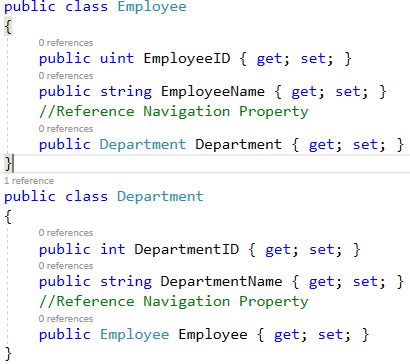 public class Employee
{
0 references
public uint EmployeeID { get; set; }
0 references
public string EmployeeName { get; set; }
//Reference Navigation Property
0 references
public Department Department { get; set; }
}
1 reference
public class Department
{
0 references
public int DepartmentID { get; set; }
0 references
public string DepartmentName { get; set; }
//Reference Navigation Property
0 references
public Employee Employee { get; set; }
}